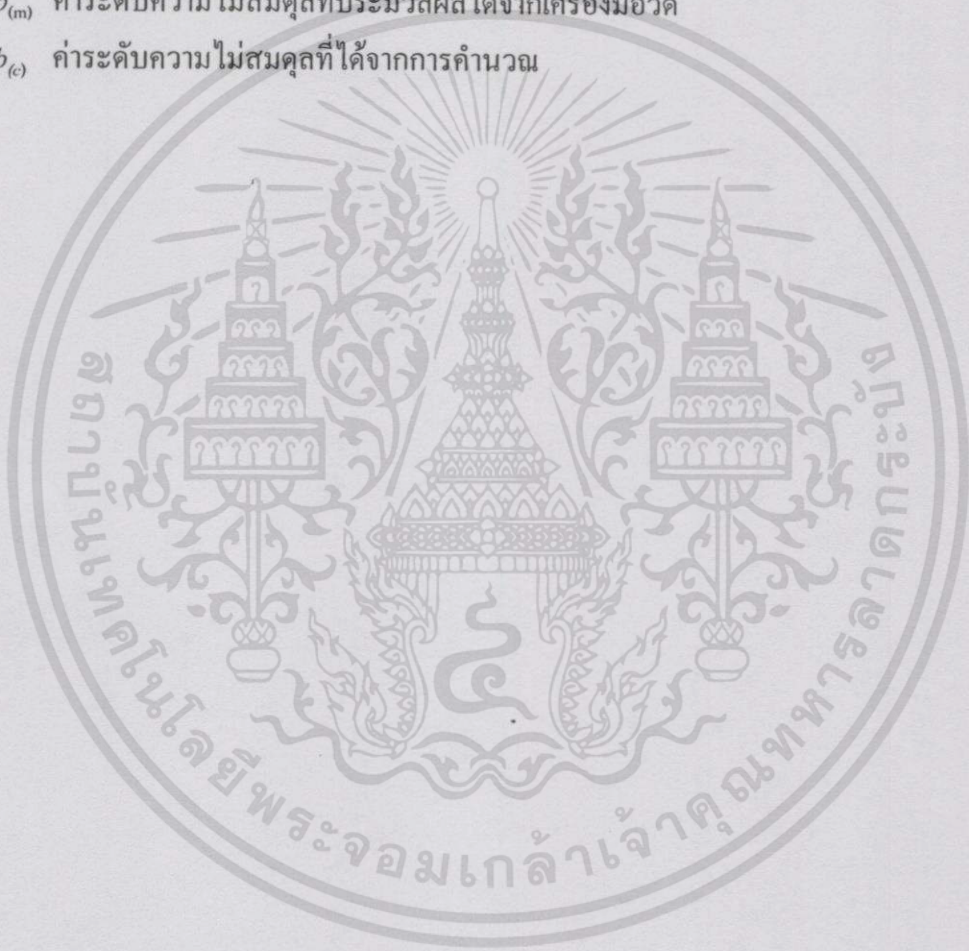 (m) ค่าระดับความไม่สมดุลที่ประมวลผลได้จากเครื่องมือวัด
(c) ค่าระดับความไม่สมดุลที่ได้จากการคำนวณ
สถาบันเทคโนโลยีพระจอมเกล้าเจ้าคุณทหารลาดกระบัง
๔